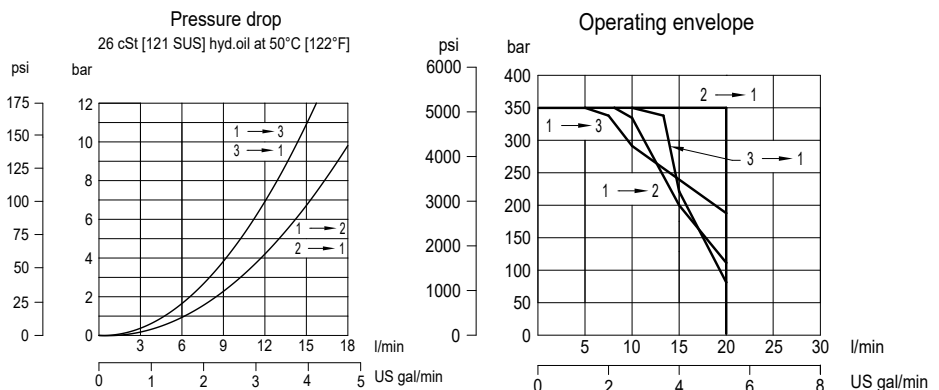 Pressure drop
26 cSt [121 SUS] hyd.oil at 50°C [122°F]
psi bar
175
150
125
100
75
50
25
0
12
10
8
6
4
2
0
1 → 3
3 → 1
1 → 2
2 → 1
3 6 9 12 15 18 l/min
0 1 2 3 4 5 US gal/min
Operating envelope
psi bar
6000
5000
4000
3000
2000
1000
0
400
350
300
250
200
150
100
50
0
2 → 1
1 → 3
3 → 1
1 → 2
5 10 15 20 30 30 l/min
0 2 4 6 8 US gal/min